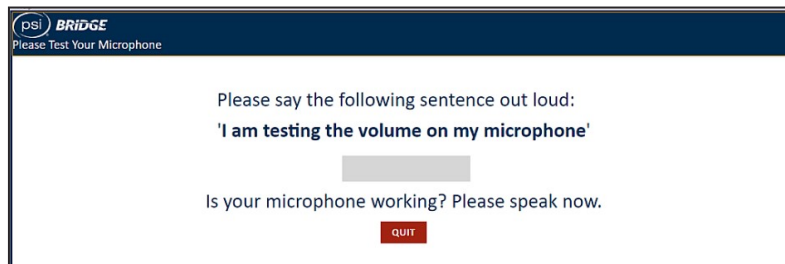 psi BRIDGE
Please Test Your Microphone
Please say the following sentence out loud:
'I am testing the volume on my microphone'
Is your microphone working? Please speak now.
QUIT